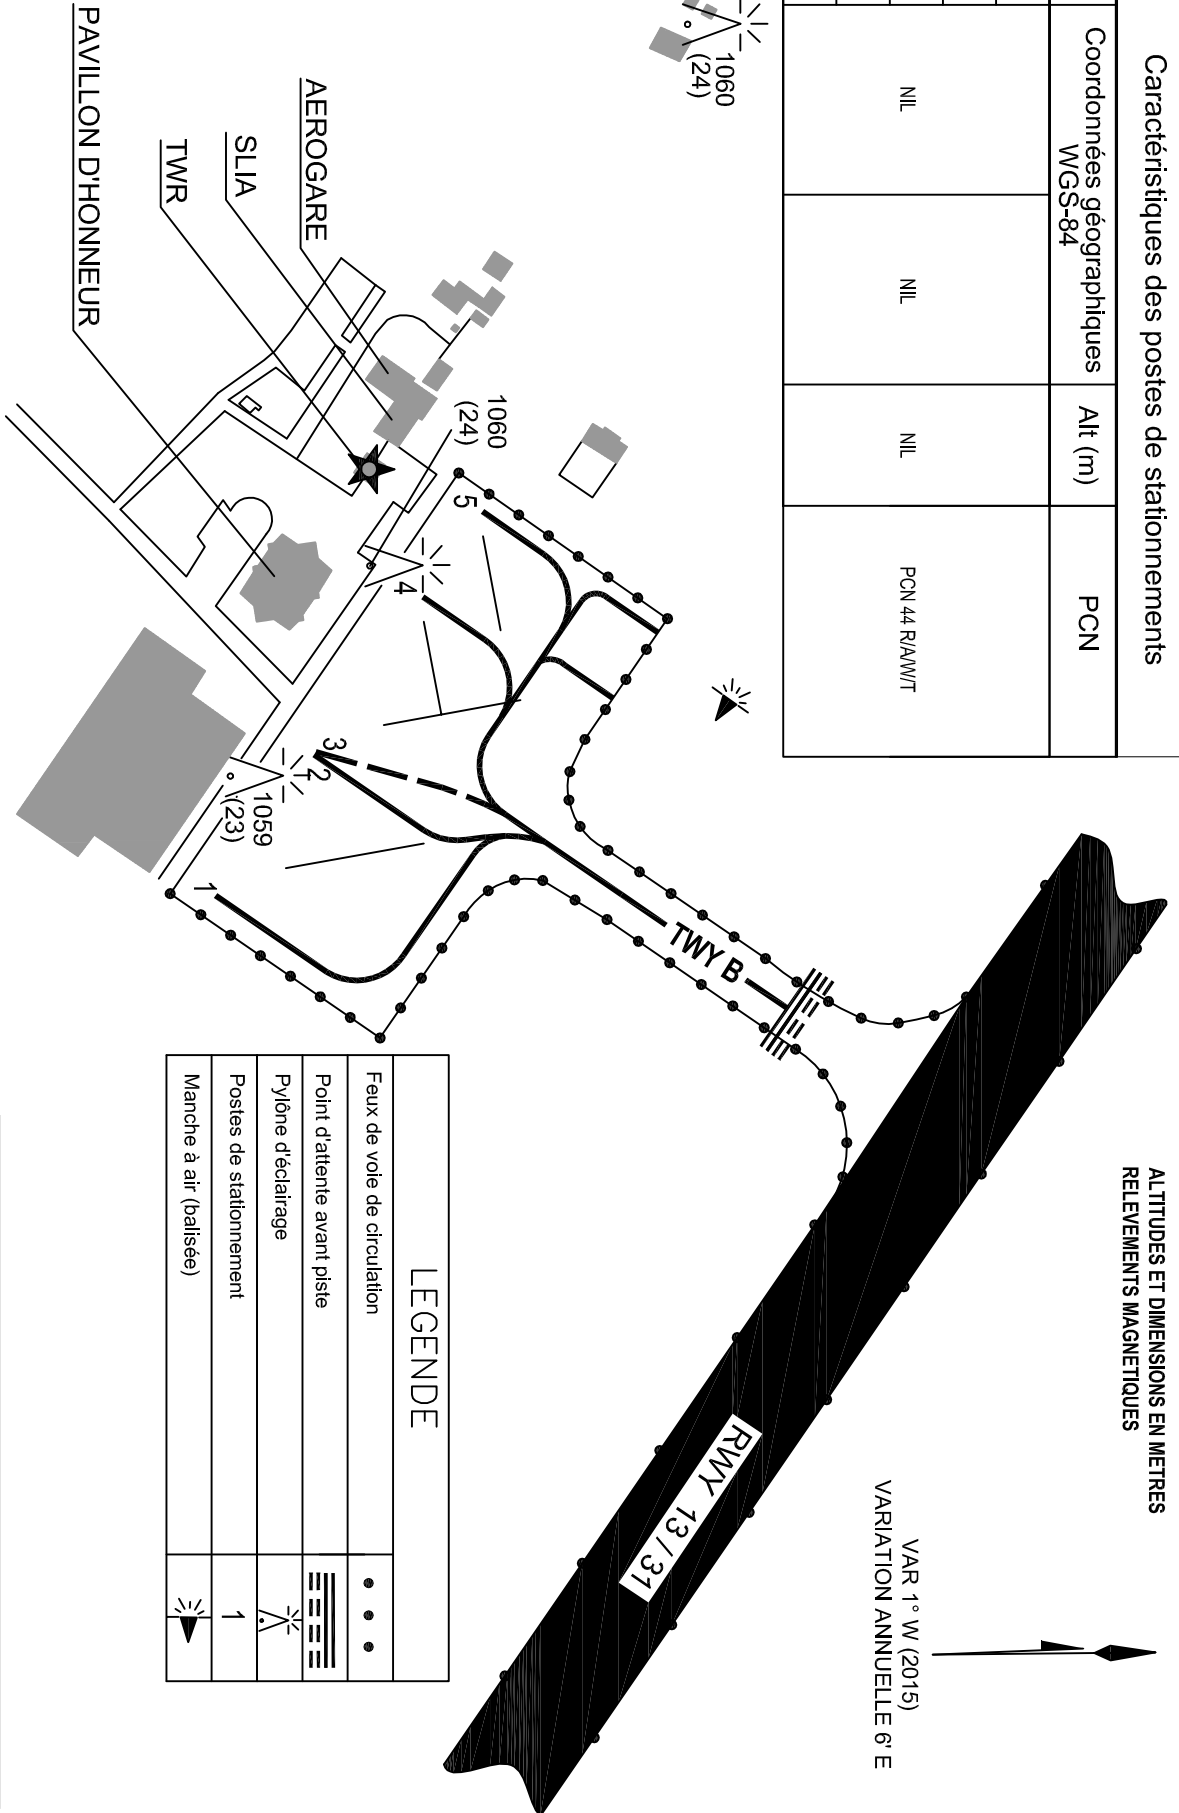 Caractéristiques des postes de stationnements
Coordonnées géographiques
WGS-84
Alt (m)
PCN
NIL
NIL
NIL
PCN 44 R/A/W/T
1060
(24)
ALTITUDES ET DIMENSIONS EN METRES
RELEVEMENTS MAGNETIQUES
VAR 1° W (2015)
VARIATION ANNUELLE 6' E
AEROGARE
SLIA
TWR
PAVILLON D'HONNEUR
1060
(24)
5
4
3
2
1
1059
(23)
TWY B
RWY 13 / 31
LEGENDE
Feux de voie de circulation
Point d'attente avant piste
Pylône d'éclairage
Postes de stationnement
1
Manche à air (balisée)